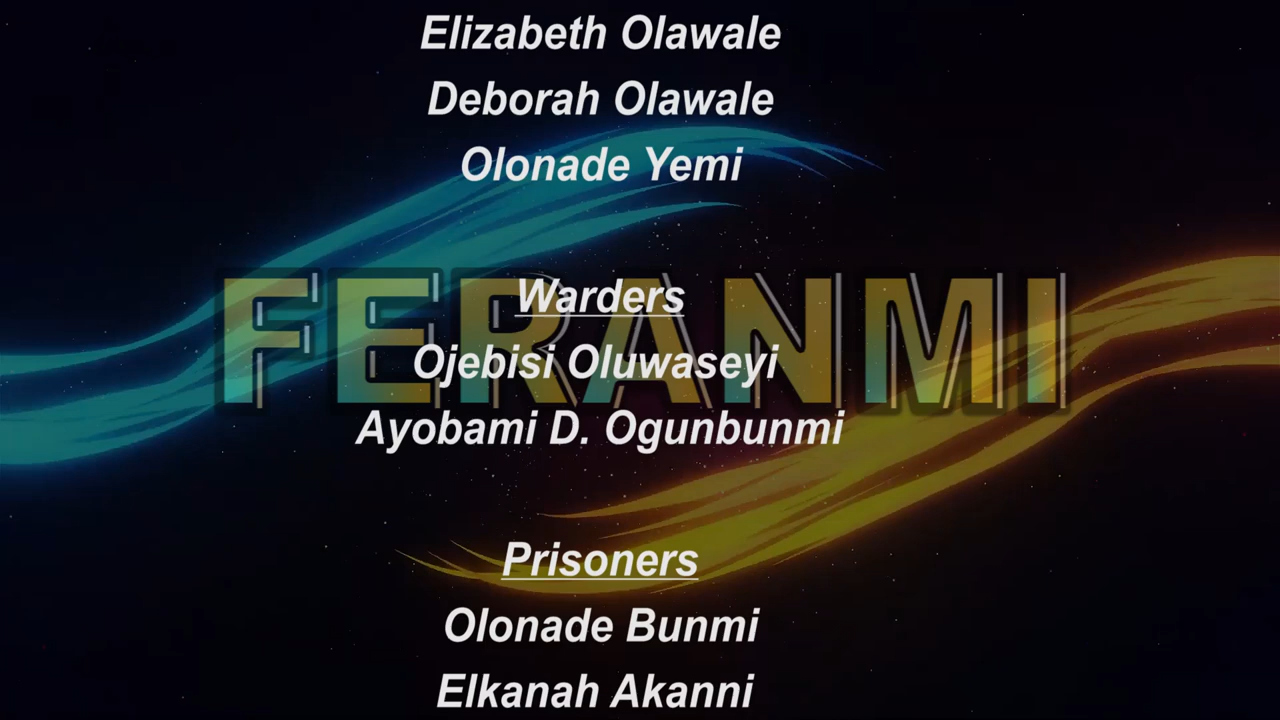 Elizabeth Olawale
Deborah Olawale
Olonade Yemi
FERANMI
Warders
Ojebisi Oluwaseyi
Ayobami D. Ogunbunmi
Prisoners
Olonade Bunmi
Elkanah Akanni